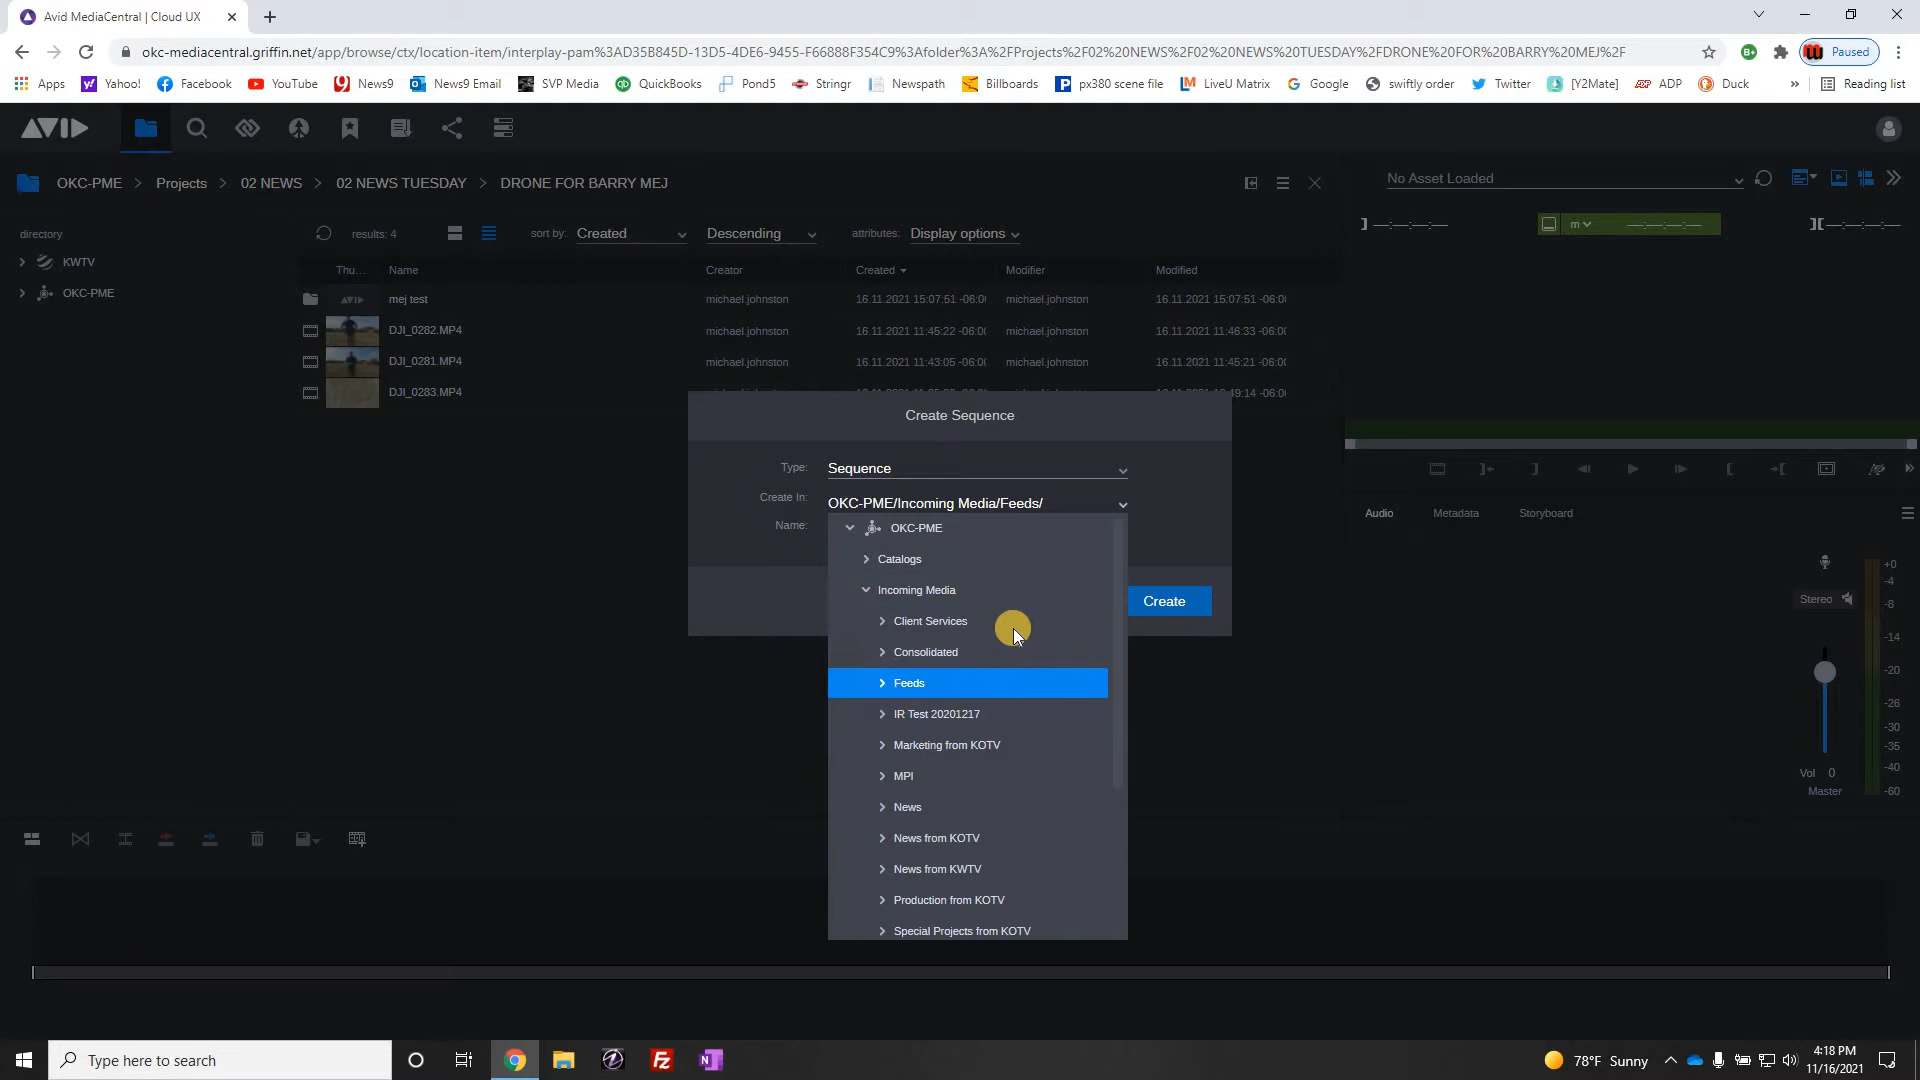 Avid MediaCentral | Cloud UX
okc-mediacentral.griffin.net/app/browse/ctx/location-item/interplay-pam%3AD35B845D-13D5-4DE6-9455-F66888F354C9%3Afolder%3A%2FProjects%2F02%20NEWS%2F02%20NEWS%20TUESDAY%2FDRONE%20FOR%20BARRY%20MEJ%2F
Paused
Apps Yahoo! Facebook YouTube News9 News9 Email SVP Media QuickBooks Pond5 Stringr Newspath Billboards px380 scene file LiveU Matrix Google swiftly order Twitter [Y2Mate] ADP Duck » Reading list
AVID
OKC-PME > Projects > 02 NEWS > 02 NEWS TUESDAY > DRONE FOR BARRY MEJ
No Asset Loaded
directory
results: 4 sort by: Created Descending attributes: Display options
m
KWTV
OKC-PME
Thu... Name Creator Created Modifier Modified
mej test michael.johnston 16.11.2021 15:07:51 -06:0 michael.johnston 16.11.2021 15:07:51 -06:0
DJI_0282.MP4 michael.johnston 16.11.2021 11:45:22 -06:0 michael.johnston 16.11.2021 11:46:33 -06:0
DJI_0281.MP4 michael.johnston 16.11.2021 11:43:05 -06:0 michael.johnston 16.11.2021 11:45:21 -06:0
DJI_0283.MP4
Create Sequence
Type: Sequence
Create In: OKC-PME/Incoming Media/Feeds/
Name:
OKC-PME
Catalogs
Incoming Media
Client Services
Consolidated
Feeds
IR Test 20201217
Marketing from KOTV
MPI
News
News from KOTV
News from KWTV
Production from KOTV
Special Projects from KOTV
Create
Audio Metadata Storyboard
Stereo
+0
-4
-8
-14
-20
-26
-30
-35
-40
-60
Vol 0
Master
Type here to search
78°F Sunny
4:18 PM
11/16/2021